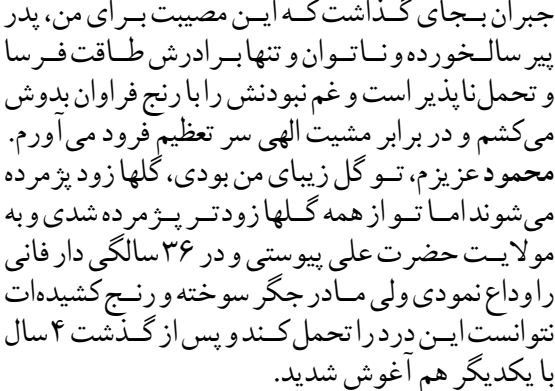 جبران بجای گذاشت که این مصیبت برای من، پدر
پیر سالخورده و ناتوان و تنها برادرش طاقت فرسا
و تحمل‌ناپذیر است و غم نبودنش را با رنج فراوان بدوش
می‌کشم و در برابر مشیت الهی سر تعظیم فرود می‌آورم.
محمود عزیزم، تو گل زیبای من بودی، گلها زود پژمرده
می‌شوند اما تو از همه گلها زودتر پژمرده شدی و به
مولایت حضرت علی پیوستی و در ۳۶ سالگی دار فانی
را وداع نمودی ولی مادر جگر سوخته و رنج کشیده‌ات
نتوانست این درد را تحمل کند و پس از گذشت ۴ سال
با یکدیگر هم آغوش شدید.